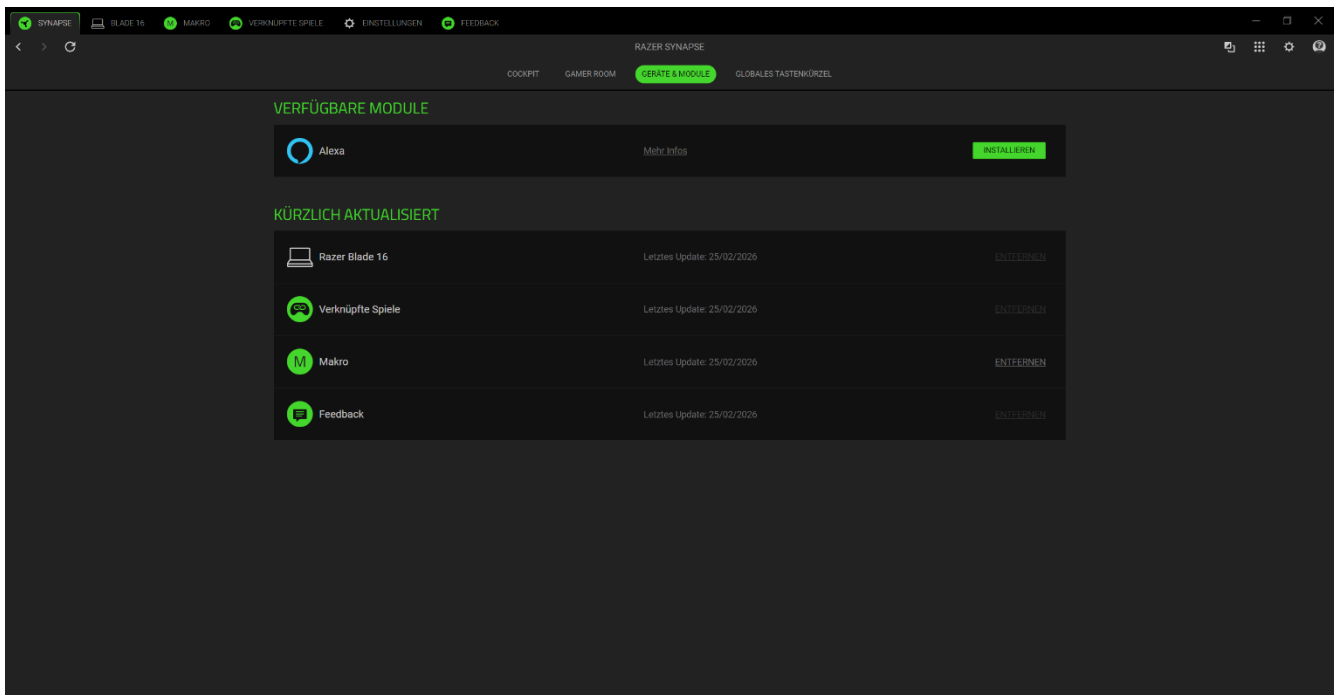 SYNAPSE BLADE 16 M MAKRO VERKNÜPFTE SPIELE EINSTELLUNGEN FEEDBACK
RAZER SYNAPSE
COCKPIT GAMER ROOM GERÄTE & MODULE GLOBALES TASTENKÜRZEL
VERFÜGBARE MODULE
Alexa Mehr Infos INSTALLIEREN
KÜRZLICH AKTUALISIERT
Razer Blade 16 Letztes Update: 25/02/2026 ENTFERNEN
Verknüpfte Spiele Letztes Update: 25/02/2026 ENTFERNEN
M Makro Letztes Update: 25/02/2026 ENTFERNEN
Feedback Letztes Update: 25/02/2026 ENTFERNEN